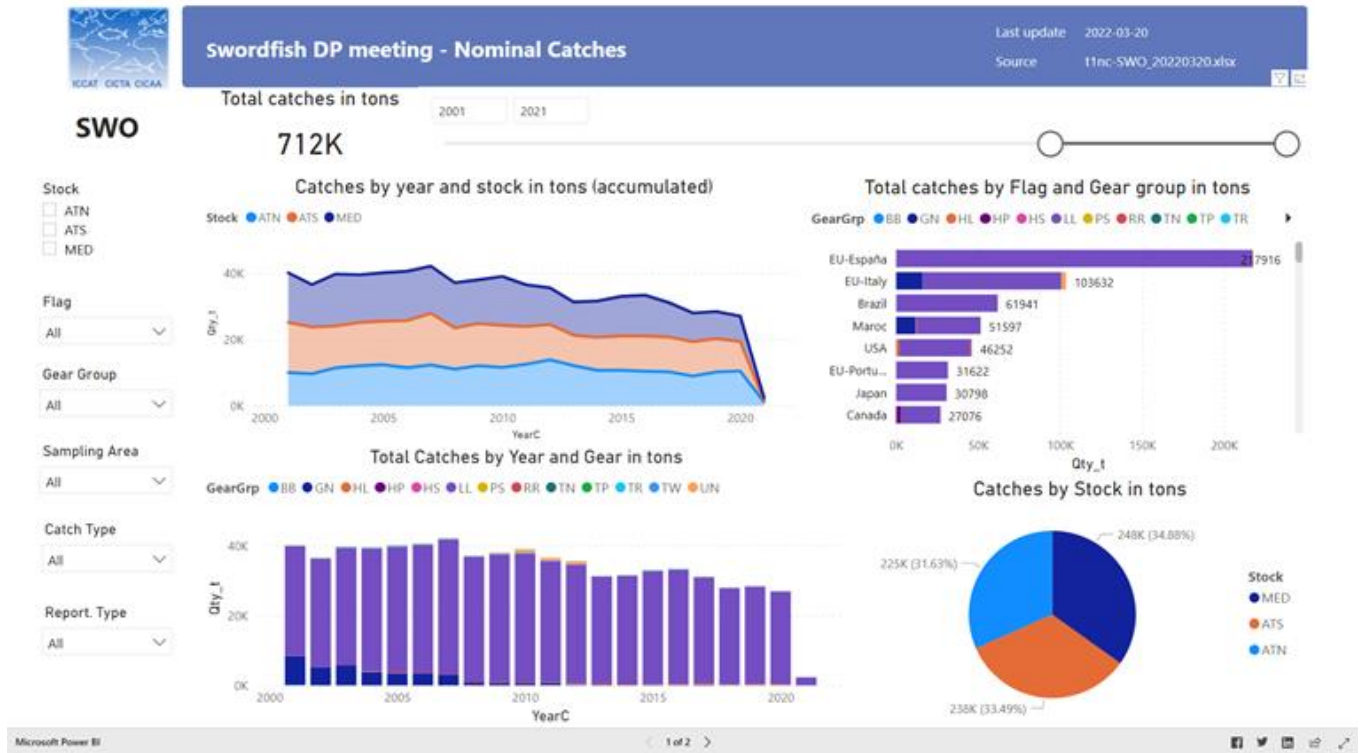 ICCAT CICTA CICAA
Swordfish DP meeting - Nominal Catches
Last update 2022-03-20
Source t1nc-SWO_20220320.xlsx
SWO
Total catches in tons
712K
2001 2021
Stock
ATN
ATS
MED
Flag
All
Gear Group
All
Sampling Area
All
Catch Type
All
Report. Type
All
Catches by year and stock in tons (accumulated)
Stock ATN ATS MED
Qty_t
40K
20K
0K
2000 2005 2010 2015 2020
YearC
Total catches by Flag and Gear group in tons
GearGrp BB GN HL HP HS LL PS RR TN TP TR
EU-España 217916
EU-Italy 103632
Brazil 61941
Maroc 51597
USA 46252
EU-Portu... 31622
Japan 30798
Canada 27076
0K 50K 100K 150K 200K
Qty_t
Total Catches by Year and Gear in tons
GearGrp BB GN HL HP HS LL PS RR TN TP TR TW UN
Qty_t
40K
20K
0K
2000 2005 2010 2015 2020
YearC
Catches by Stock in tons
248K (34.88%)
225K (31.63%)
238K (33.49%)
Stock
MED
ATS
ATN
Microsoft Power BI
1 of 2